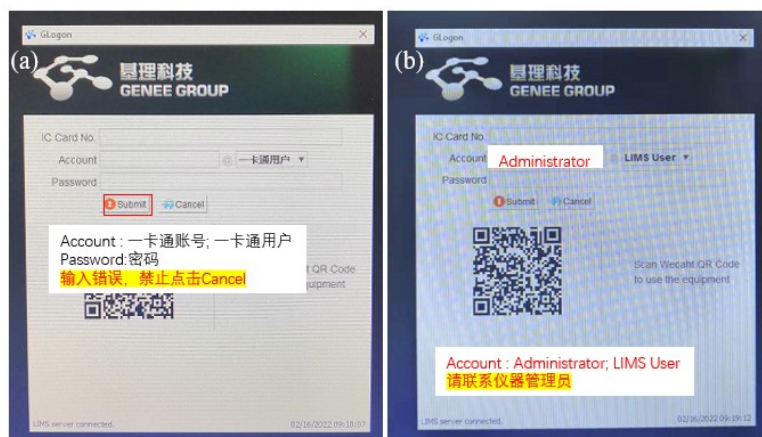 GLogon
(a)
基理科技
GENEE GROUP
IC Card No.
Account
一卡通用户
Password
Submit
Cancel
Account : 一卡通账号; 一卡通用户
Password:密码
输入错误，禁止点击Cancel
QR Code
LIMS server connected.
02/16/2022 09:18:07
GLogon
(b)
基理科技
GENEE GROUP
IC Card No.
Account
Administrator
LIMS User
Password
Submit
Cancel
Scan Wecaht QR Code
to use the equipment
Account : Administrator; LIMS User
请联系仪器管理员
LIMS server connected.
02/16/2022 09:19:12